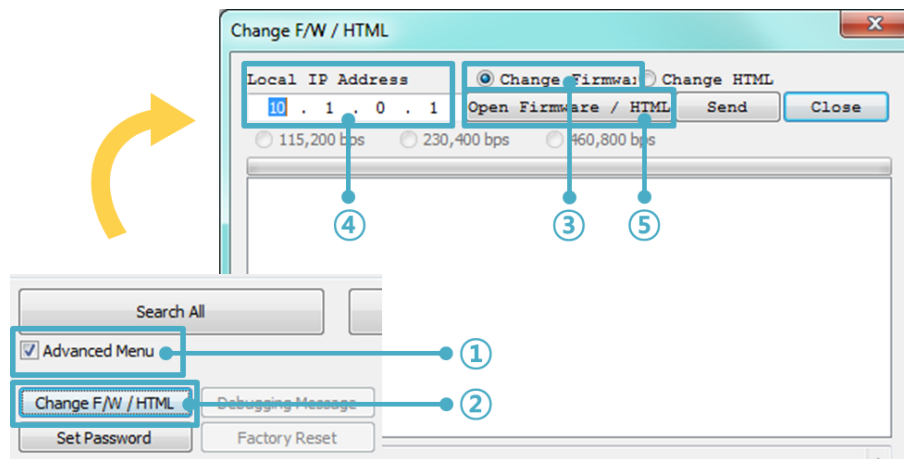 Change F/W / HTML
Local IP Address
Change Firmwar Change HTML
10 . 1 . 0 . 1
Open Firmware / HTML
Send
Close
115,200 bps 230,400 bps 460,800 bps
④ ③ ⑤
Search All
Advanced Menu
①
Change F/W / HTML
Debugging Message
②
Set Password
Factory Reset